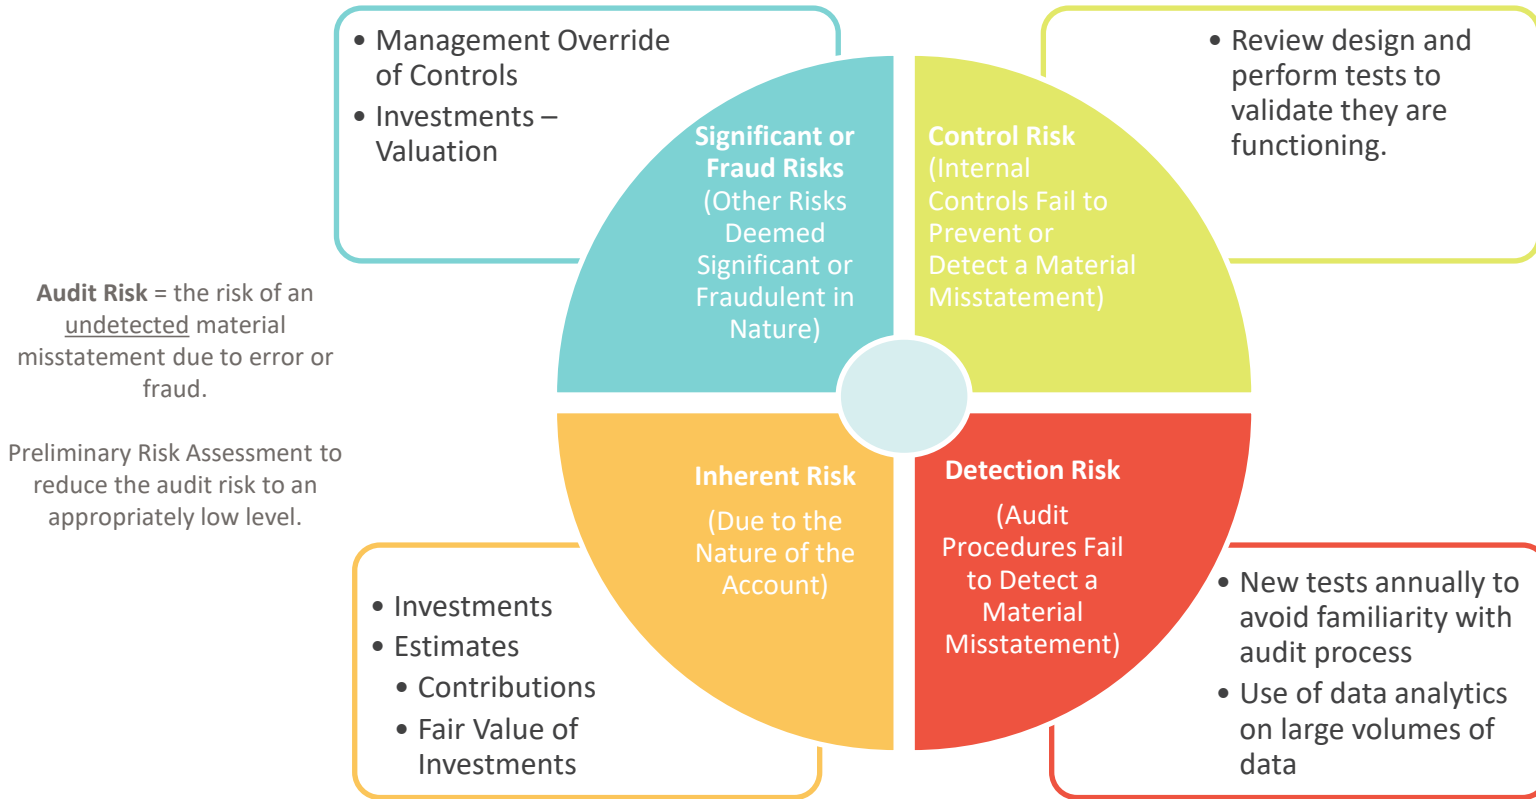 • Management Override
of Controls
• Investments –
Valuation
Significant or
Fraud Risks
(Other Risks
Deemed
Significant or
Fraudulent in
Nature)
Control Risk
(Internal
Controls Fail to
Prevent or
Detect a Material
Misstatement)
• Review design and
perform tests to
validate they are
functioning.
Audit Risk = the risk of an
undetected material
misstatement due to error or
fraud.
Preliminary Risk Assessment to
reduce the audit risk to an
appropriately low level.
Inherent Risk
(Due to the
Nature of the
Account)
Detection Risk
(Audit
Procedures Fail
to Detect a
Material
Misstatement)
• Investments
• Estimates
• Contributions
• Fair Value of
Investments
• New tests annually to
avoid familiarity with
audit process
• Use of data analytics
on large volumes of
data